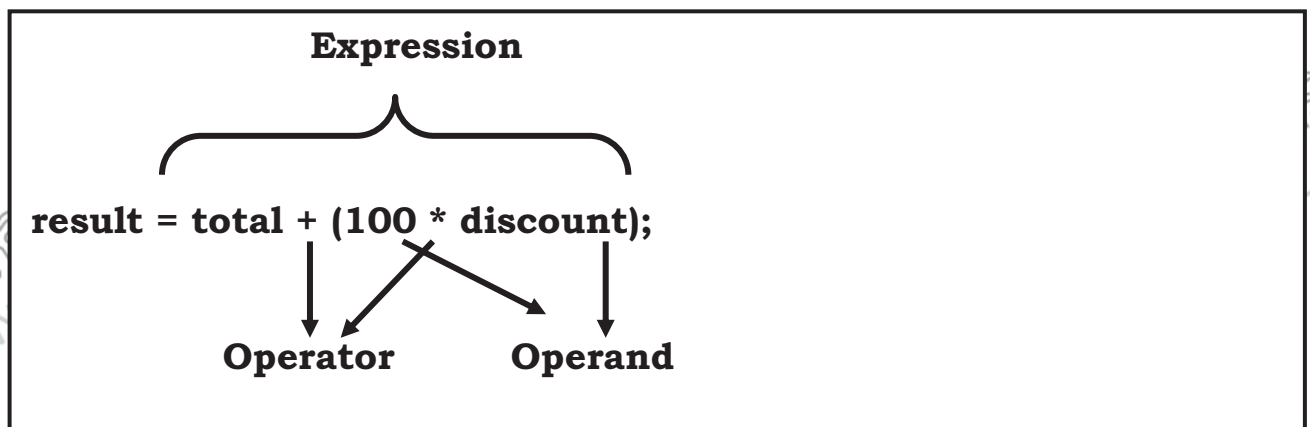 Expression
result = total + (100 * discount);
Operator Operand